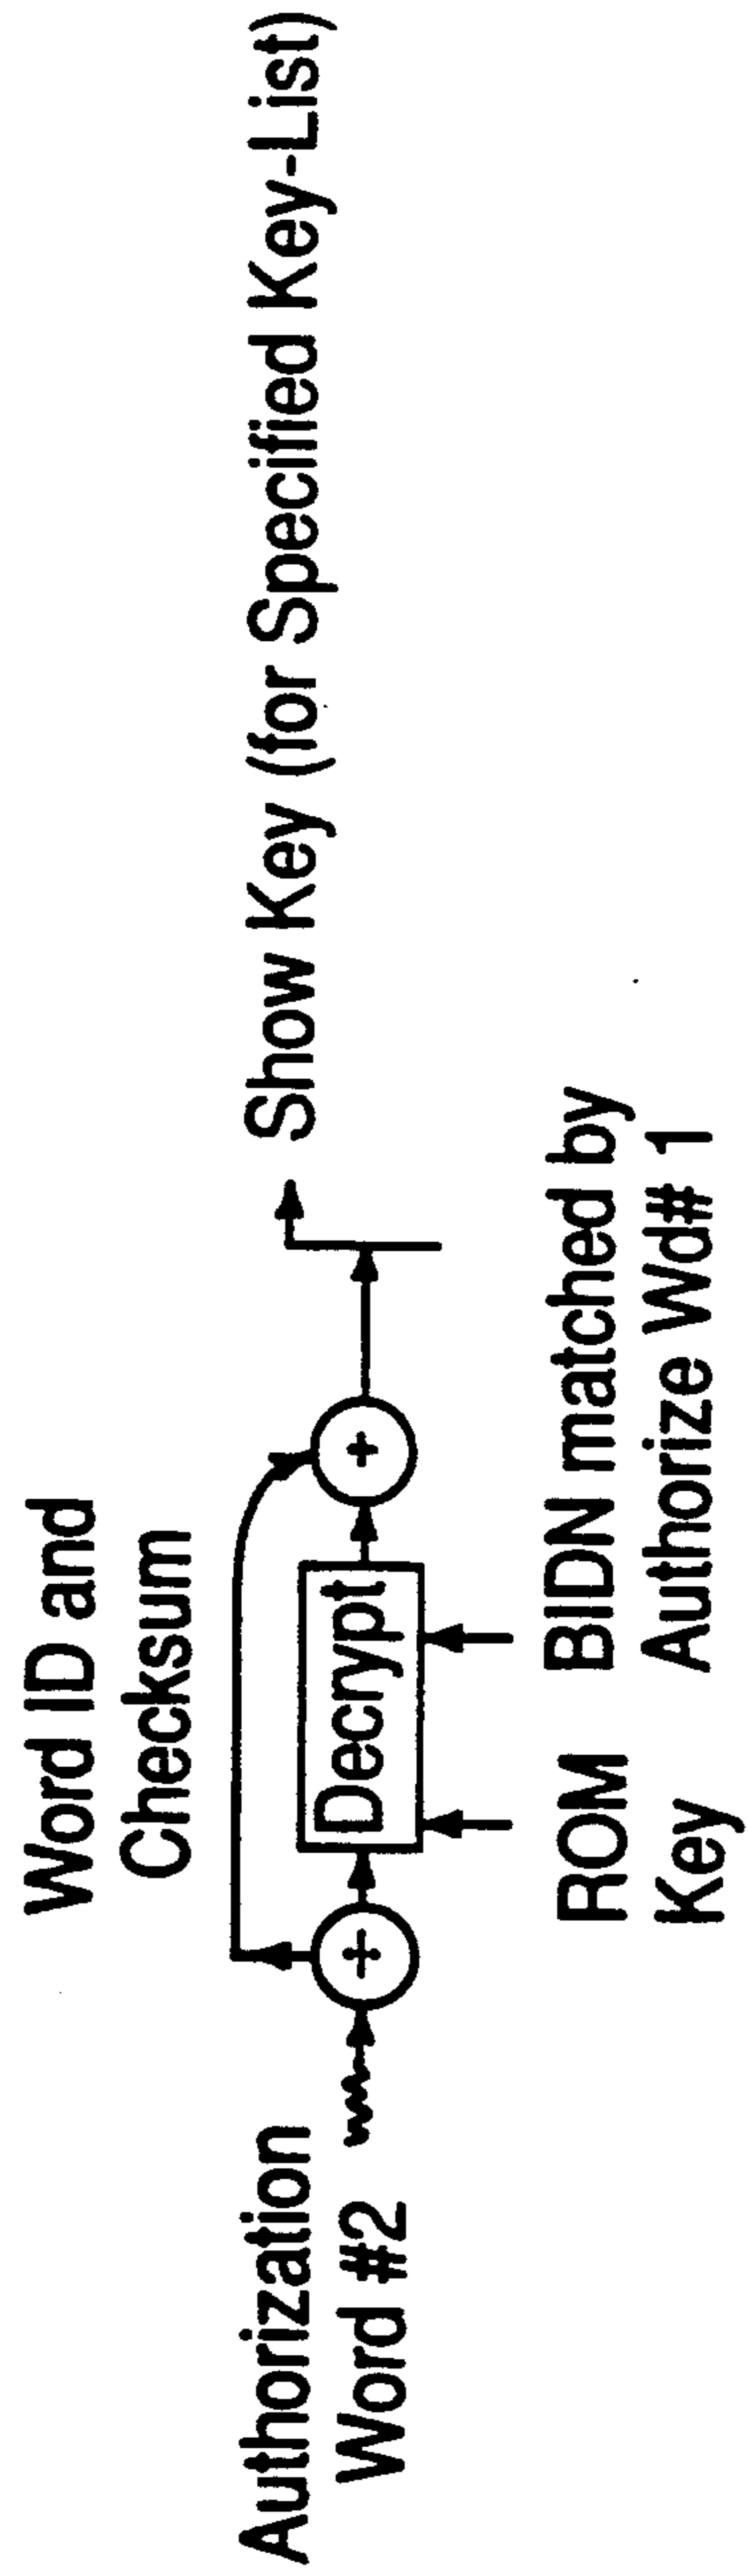 Word ID and
Checksum
Authorization
Word #2
÷
Decrypt
+
Show Key (for Specified Key-List)
ROM
Key
BIDN matched by
Authorize Wd# 1